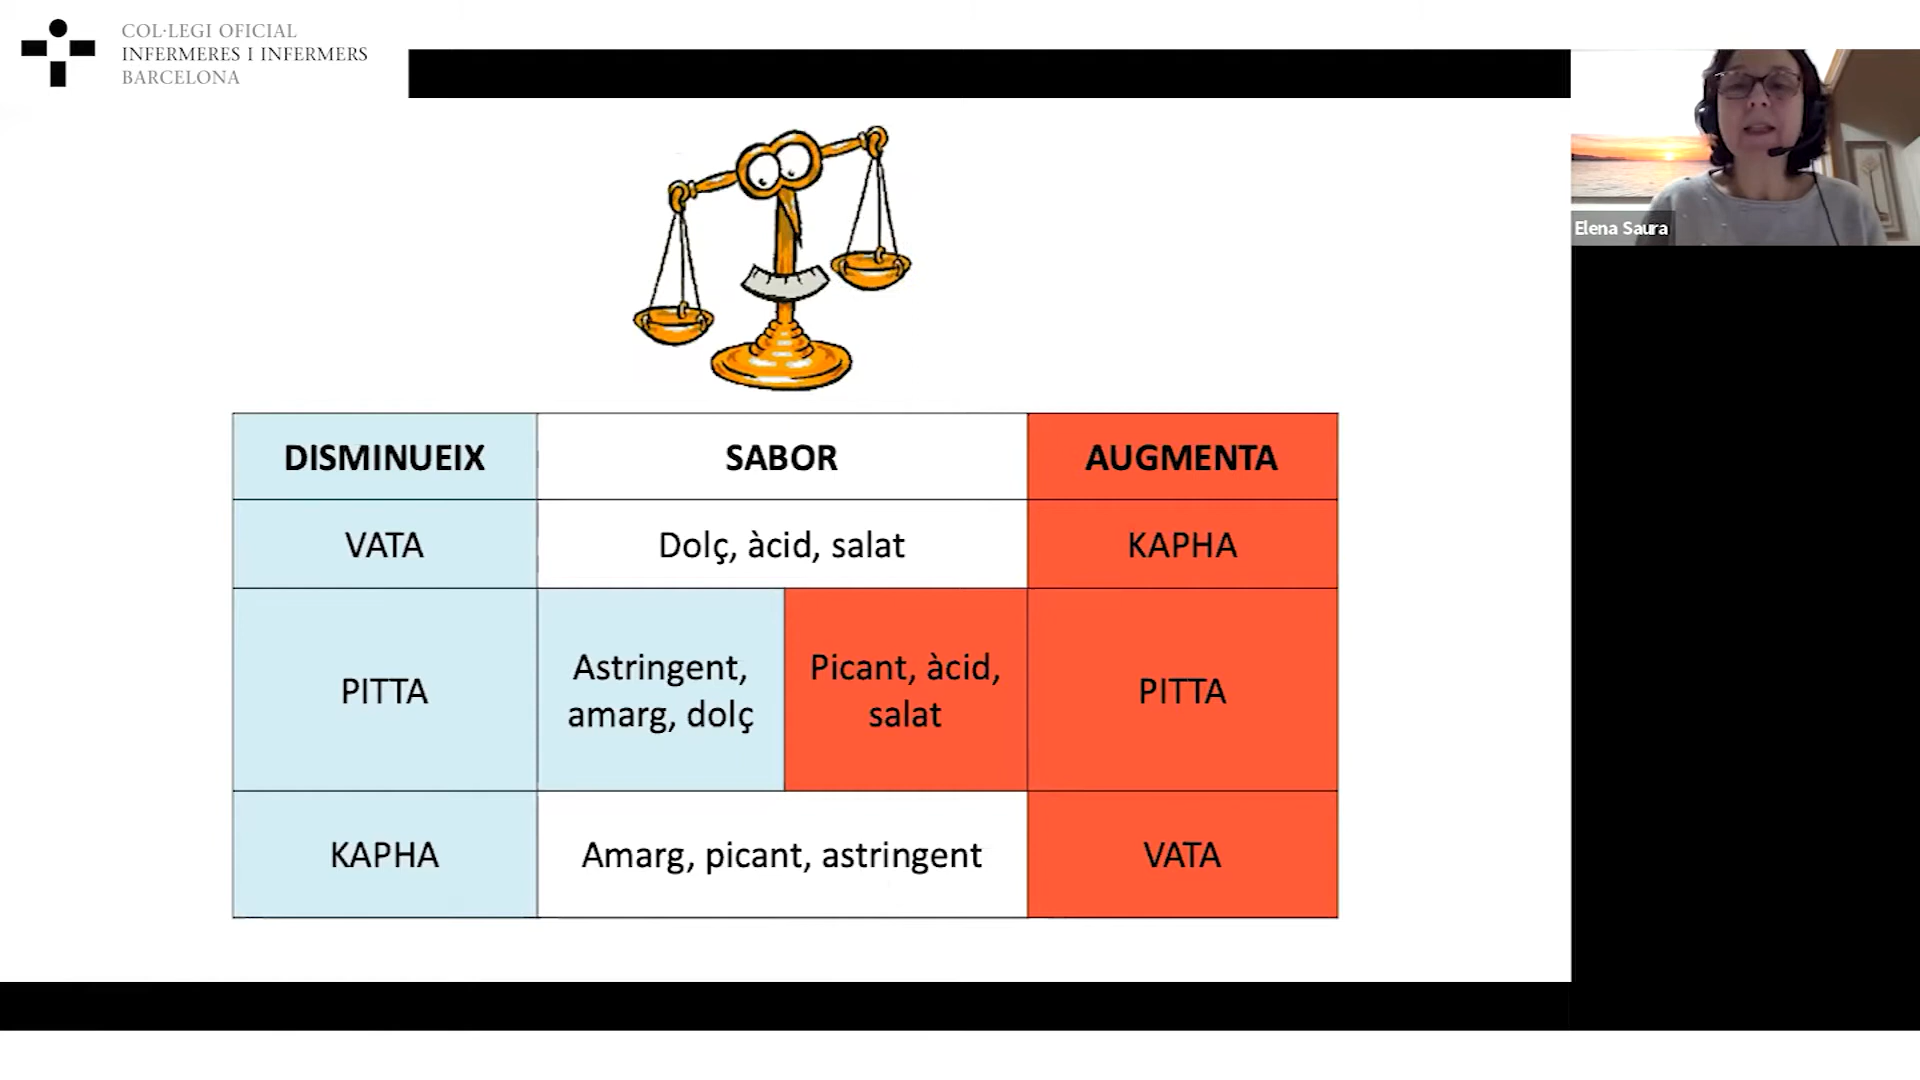 COL·LEGI OFICIAL
INFERMERES I INFERMERS
BARCELONA
Elena Saura
DISMINUEIX SABOR AUGMENTA
VATA Dolç, àcid, salat KAPHA
PITTA Astringent, amarg, dolç Picant, àcid, salat PITTA
KAPHA Amarg, picant, astringent VATA